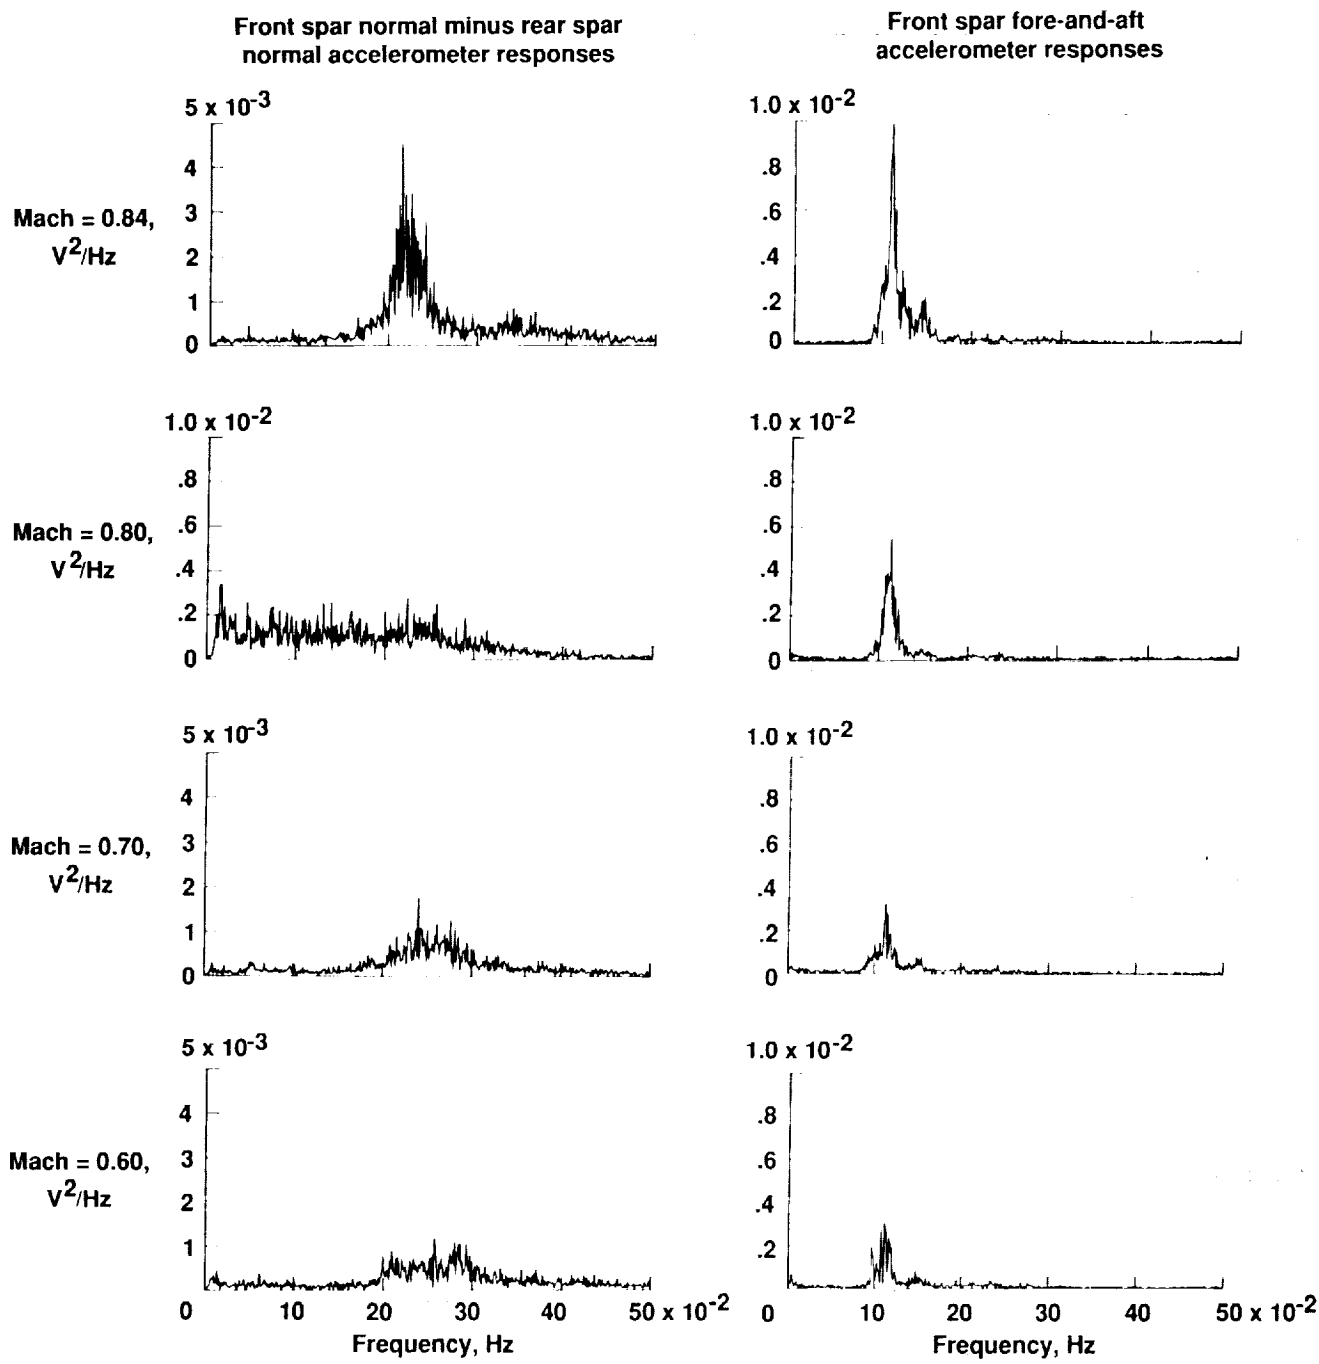 Front spar normal minus rear spar
normal accelerometer responses
Front spar fore-and-aft
accelerometer responses
Mach = 0.84,
V²/Hz
5 x 10⁻³
4
3
2
1
0
1.0 x 10⁻²
.8
.6
.4
.2
0
Mach = 0.80,
V²/Hz
1.0 x 10⁻²
.8
.6
.4
.2
0
1.0 x 10⁻²
.8
.6
.4
.2
0
Mach = 0.70,
V²/Hz
5 x 10⁻³
4
3
2
1
0
1.0 x 10⁻²
.8
.6
.4
.2
0
Mach = 0.60,
V²/Hz
5 x 10⁻³
4
3
2
1
0 10 20 30 40 50 x 10⁻²
Frequency, Hz
1.0 x 10⁻²
.8
.6
.4
.2
0 10 20 30 40 50 x 10⁻²
Frequency, Hz